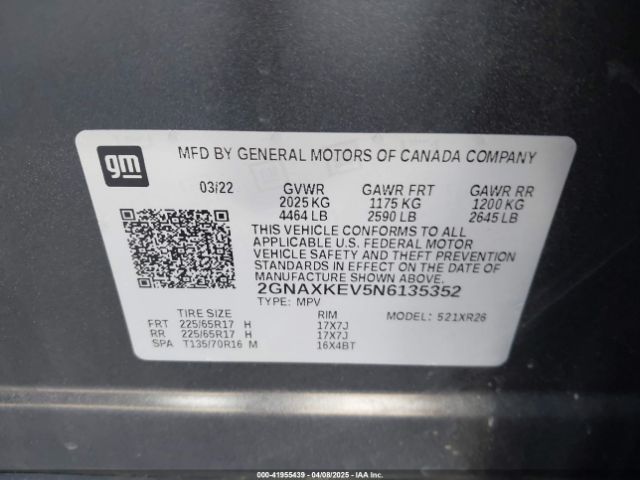 gm
MFD BY GENERAL MOTORS OF CANADA COMPANY
03/22 GVWR GAWR FRT GAWR RR
2025 KG 1175 KG 1200 KG
4464 LB 2590 LB 2645 LB
THIS VEHICLE CONFORMS TO ALL
APPLICABLE U.S. FEDERAL MOTOR
VEHICLE SAFETY, THEFT PREVENTION
STANDARDS IN EFFECT ON THE DATE OF
MANUFACTURE SHOWN ABOVE.
2GNAXKEV5N6135352
TYPE: MPV MODEL: 521XR26
TIRE SIZE RIM
FRT 225/65R17 H 17X7J
RR 225/65R17 H 17X7J
SPA T135/70R16 M 16X4BT
000-41955439 - 04/08/2025 - IAA Inc.